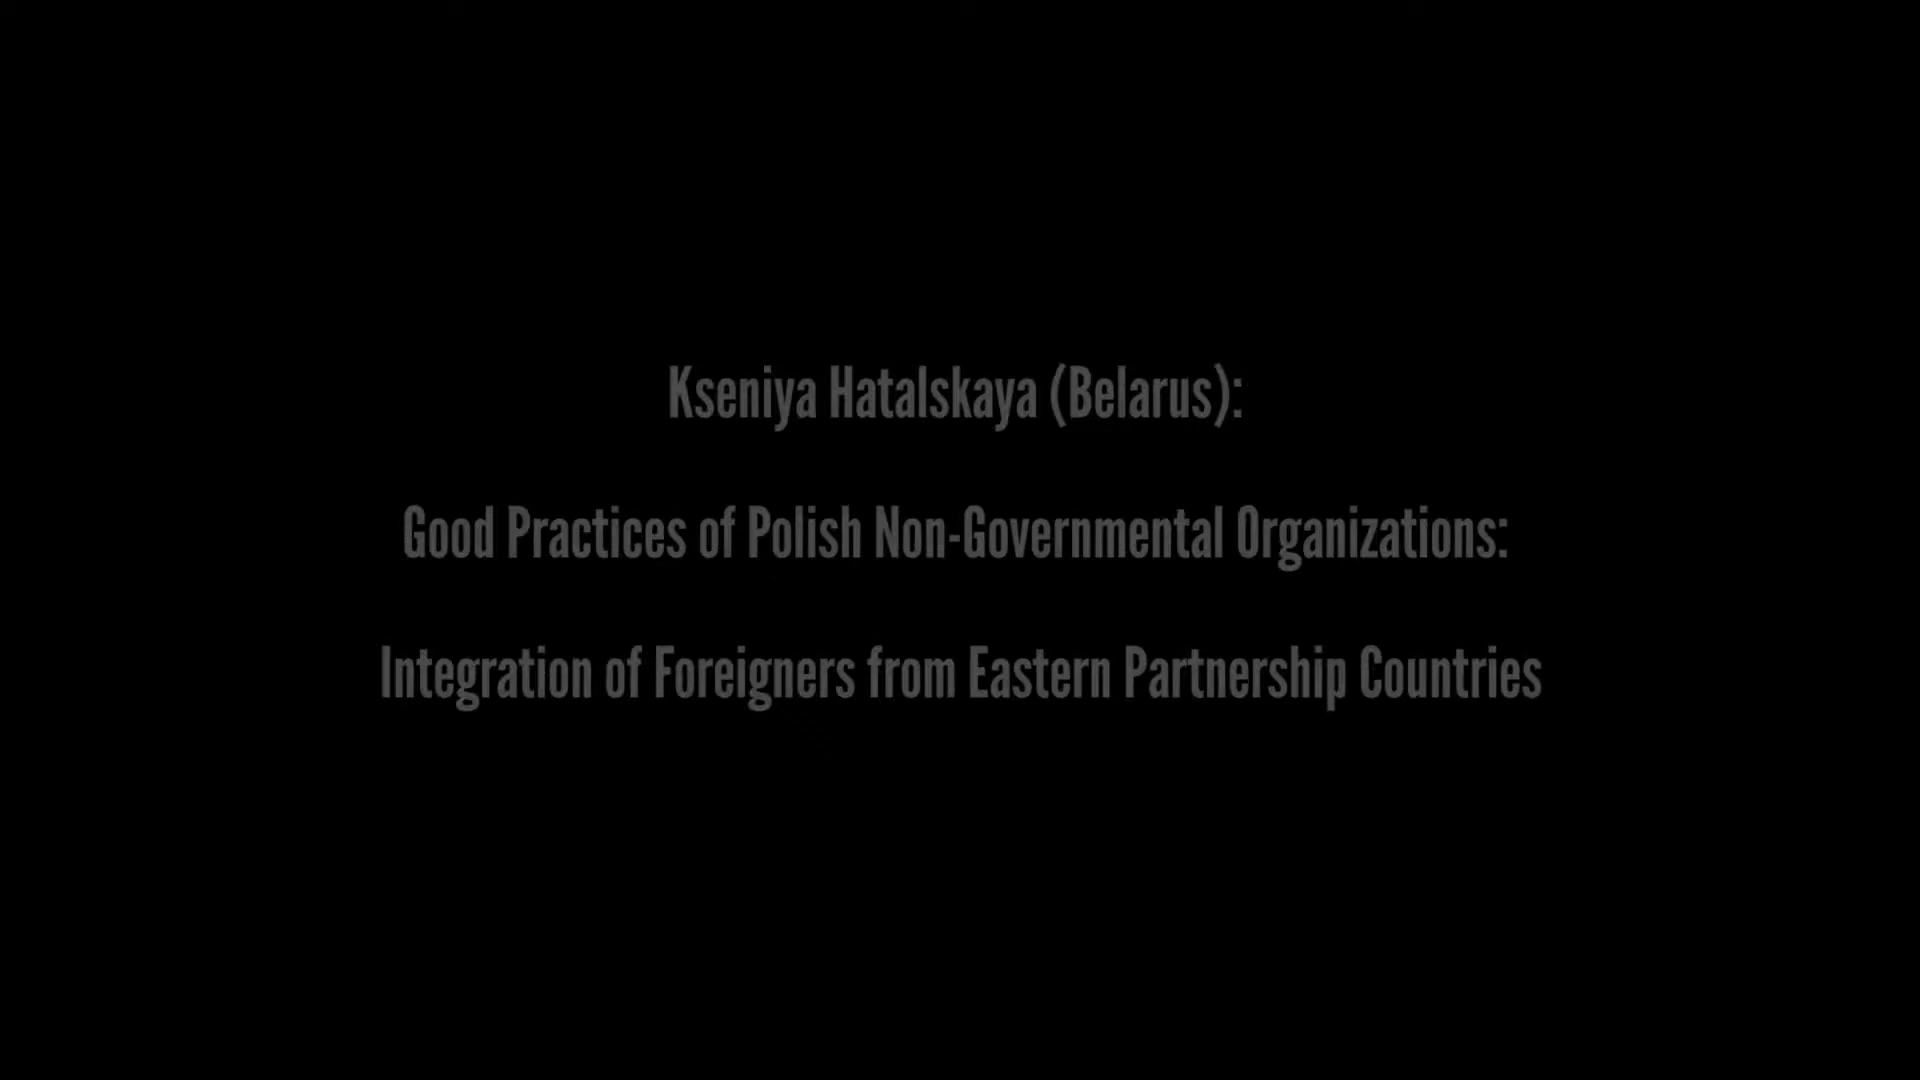 Kseniya Hatalskaya (Belarus):
Good Practices of Polish Non-Governmental Organizations:
Integration of Foreigners from Eastern Partnership Countries